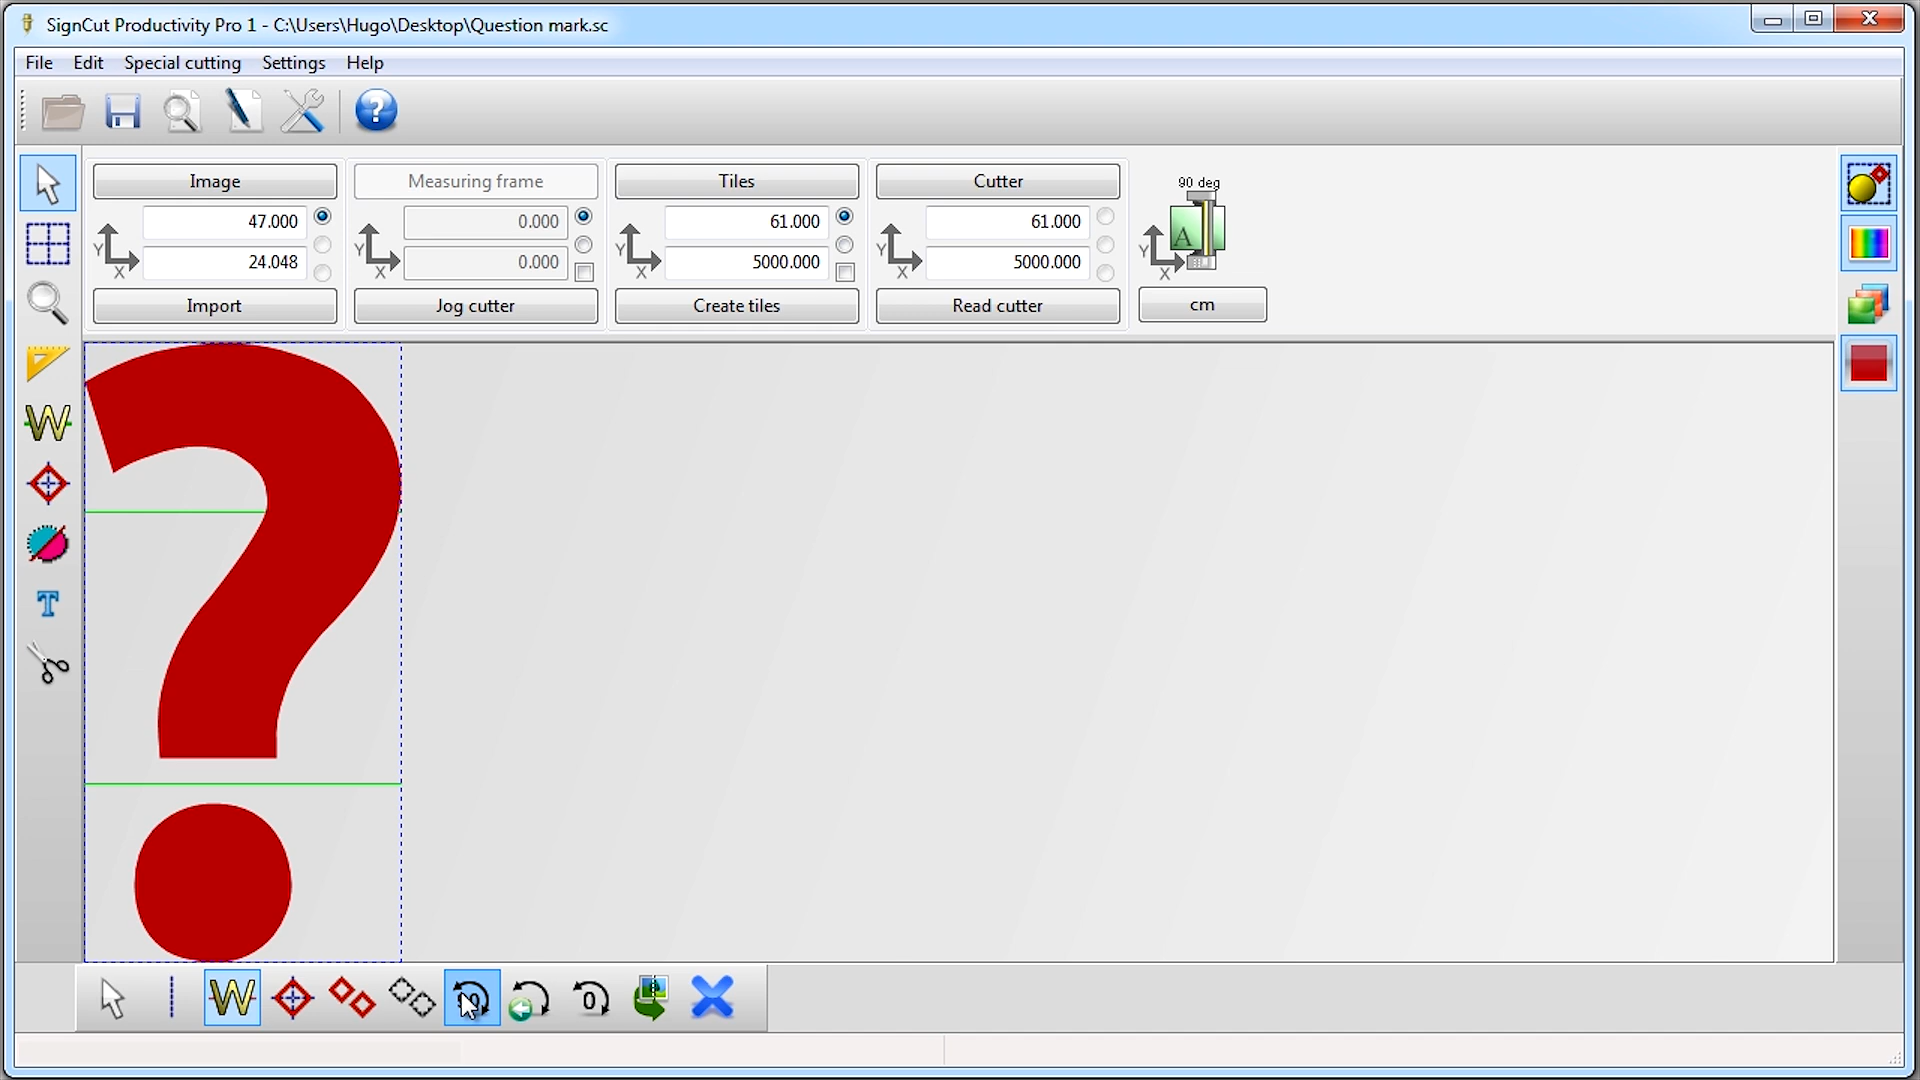 SignCut Productivity Pro 1 - C:\Users\Hugo\Desktop\Question mark.sc
File Edit Special cutting Settings Help
?
Image Measuring frame Tiles Cutter
90 deg
47.000 0.000 61.000 61.000
Y Y Y Y A
24.048 0.000 5000.000 5000.000
X X X X Y X
Import Jog cutter Create tiles Read cutter cm
W
T
?
W 0